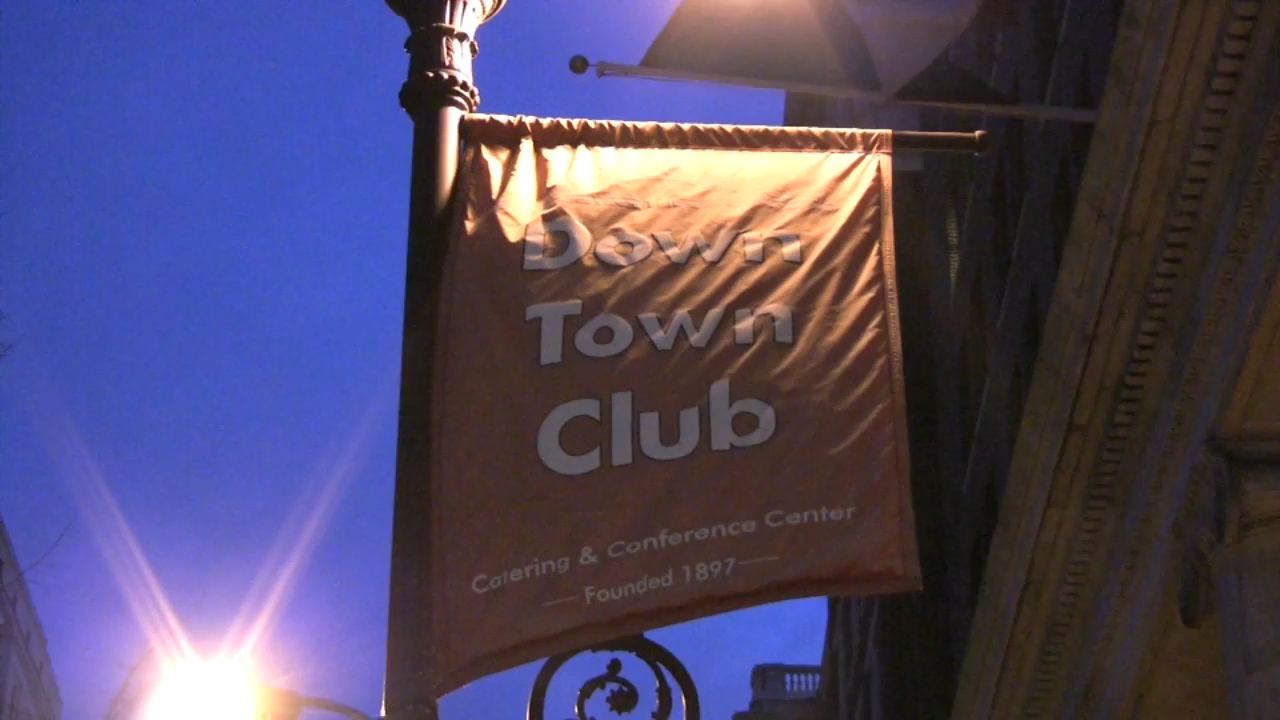 Down
Town
Club
Catering & Conference Center
— Founded 1897 —